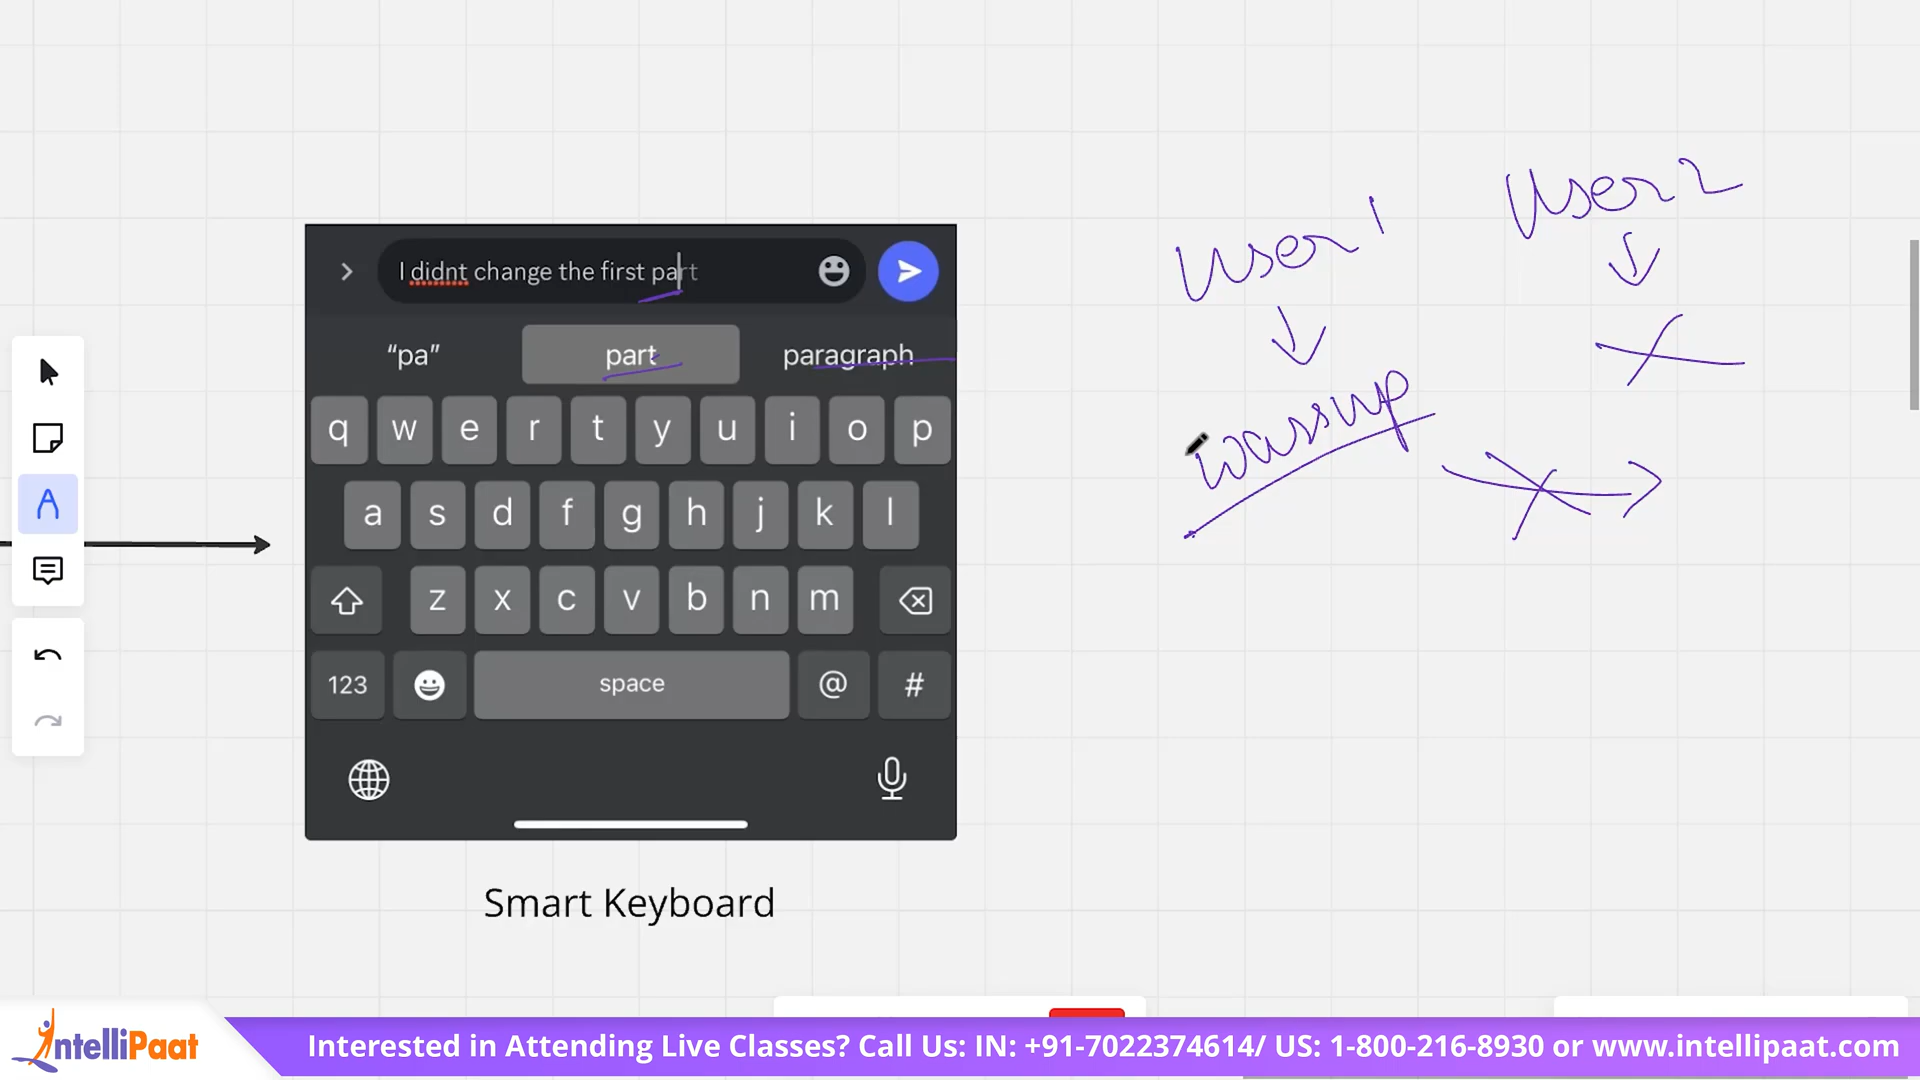 User 2
User 1
wassup
I didnt change the first part
“pa” part paragraph
q w e r t y u i o p
a s d f g h j k l
z x c v b n m
123 space @ #
Smart Keyboard
IntelliPaat
Interested in Attending Live Classes? Call Us: IN: +91-7022374614/ US: 1-800-216-8930 or www.intellipaat.com